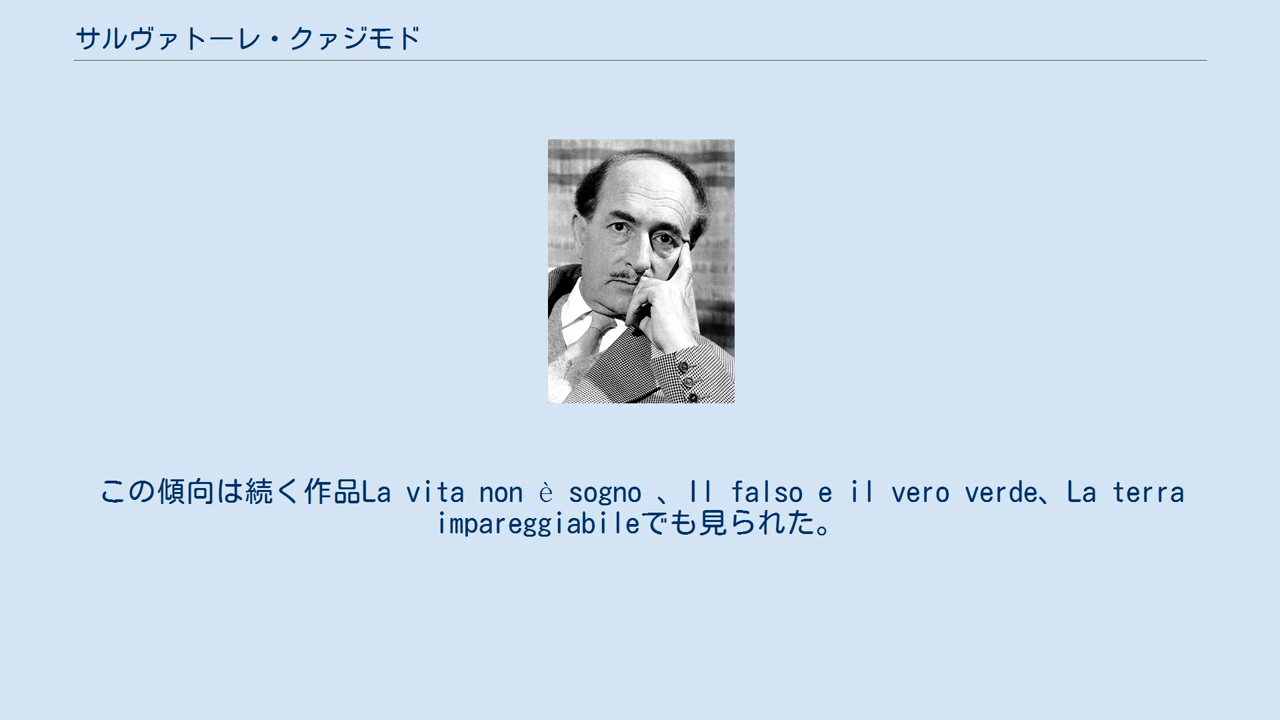 サルヴァトーレ・クァジモド
この傾向は続く作品La vita non è sogno 、Il falso e il vero verde、La terra
impareggiabileでも見られた。